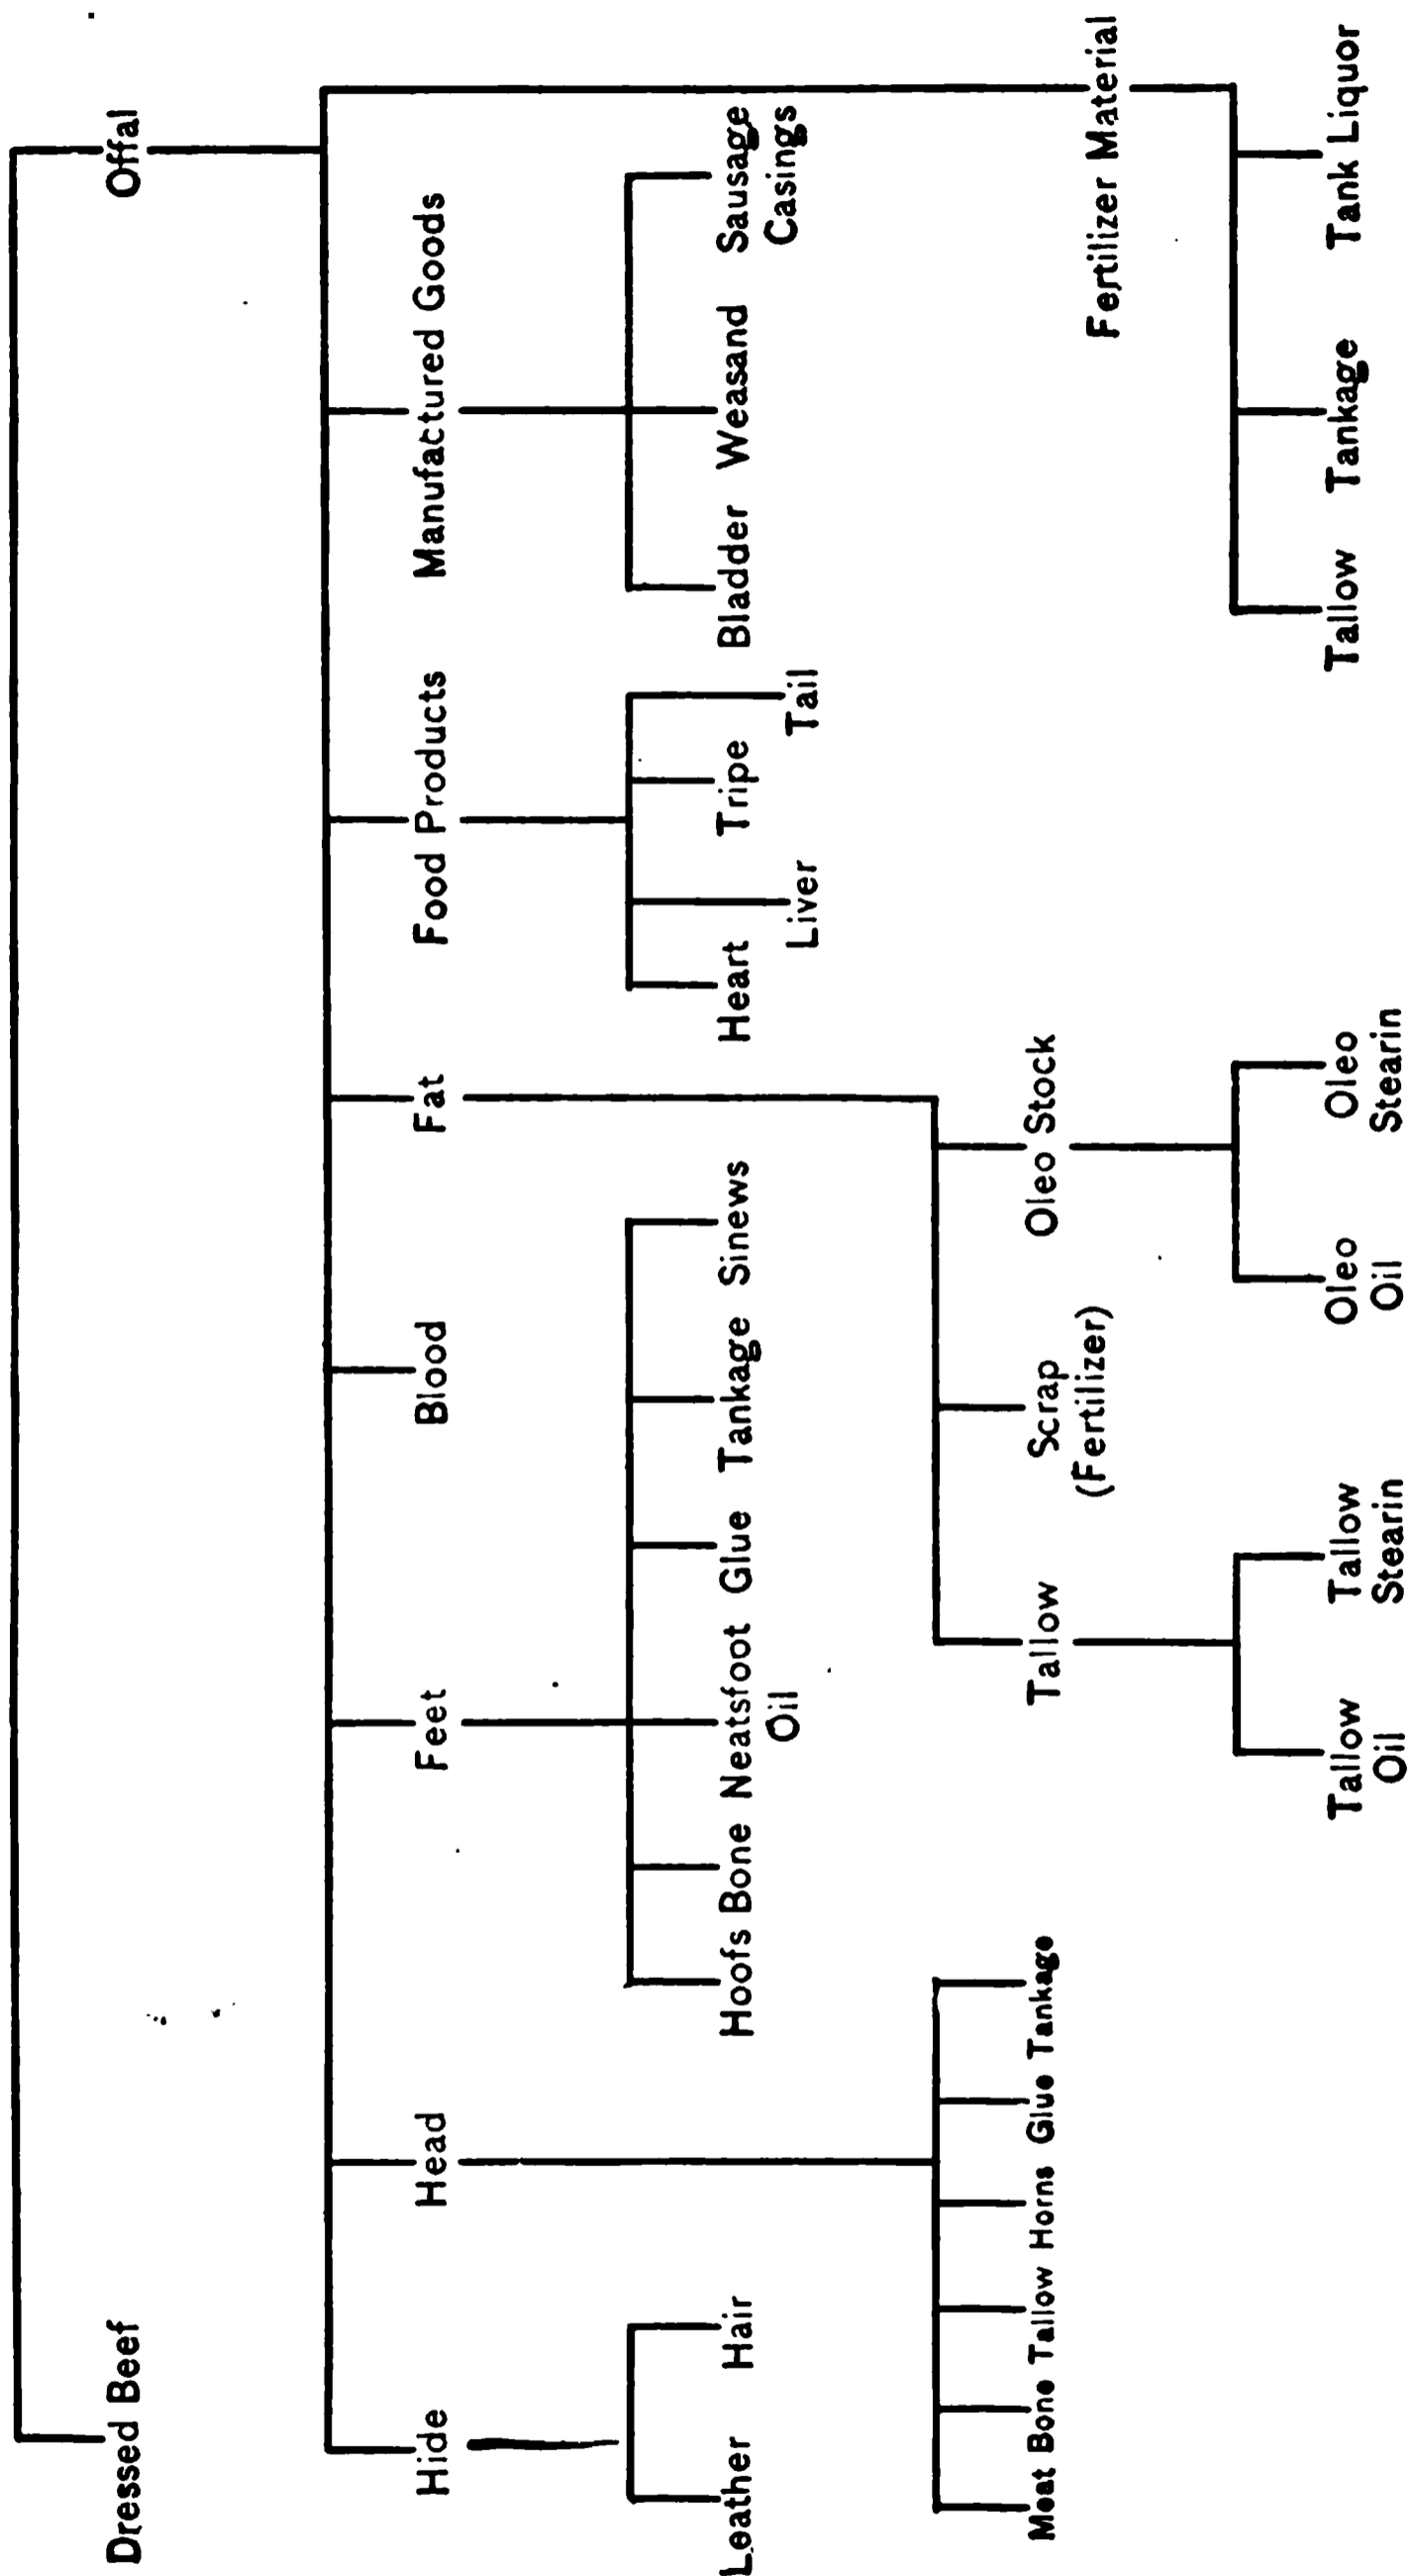 Dressed Beef
Offal
Hide
Head
Feet
Blood
Fat
Food Products
Manufactured Goods
Leather
Hair
Hoofs
Bone
Neatsfoot
Oil
Glue
Tankage
Sinews
Heart
Liver
Tripe
Tail
Bladder
Weasand
Sausage
Casings
Meat
Bone
Tallow
Horns
Glue
Tankage
Tallow
Scrap
(Fertilizer)
Oleo Stock
Fertilizer Material
Tallow
Oil
Tallow
Stearin
Oleo
Oil
Oleo
Stearin
Tallow
Tankage
Tank Liquor